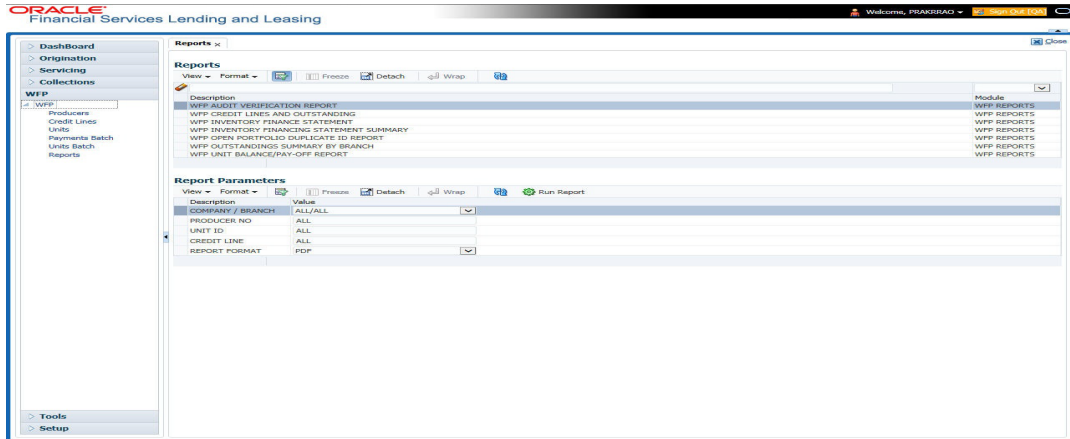 ORACLE
Financial Services Lending and Leasing
Welcome, PRAKRRAO
Sign Out [QA]
DashBoard
Origination
Servicing
Collections
WFP
WFP
Producers
Credit Lines
Units
Payments Batch
Units Batch
Reports
Tools
Setup
Reports x
Close
Reports
View Format Freeze Detach Wrap
Description Module
WFP AUDIT VERIFICATION REPORT WFP REPORTS
WFP CREDIT LINES AND OUTSTANDING WFP REPORTS
WFP INVENTORY FINANCE STATEMENT WFP REPORTS
WFP INVENTORY FINANCING STATEMENT SUMMARY WFP REPORTS
WFP OPEN PORTFOLIO DUPLICATE ID REPORT WFP REPORTS
WFP OUTSTANDINGS SUMMARY BY BRANCH WFP REPORTS
WFP UNIT BALANCE/PAY-OFF REPORT WFP REPORTS
Report Parameters
View Format Freeze Detach Wrap Run Report
Description Value
COMPANY / BRANCH ALL/ALL
PRODUCER NO ALL
UNIT ID ALL
CREDIT LINE ALL
REPORT FORMAT PDF